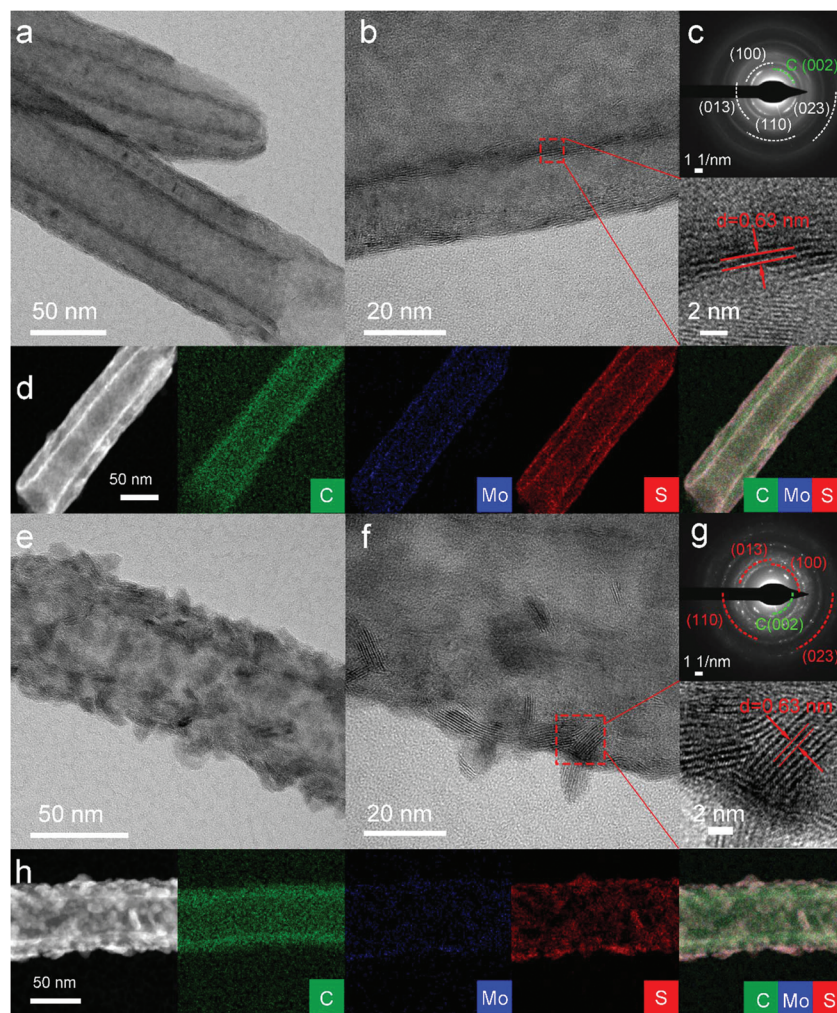 a
50 nm
b
20 nm
c
(100)
C (002)
(013)
(023)
(110)
1 1/nm
d=0.63 nm
2 nm
d
50 nm
C
Mo
S
C Mo S
e
50 nm
f
20 nm
g
(013)
(100)
(110)
C(002)
(023)
1 1/nm
d=0.63 nm
2 nm
h
50 nm
C
Mo
S
C Mo S